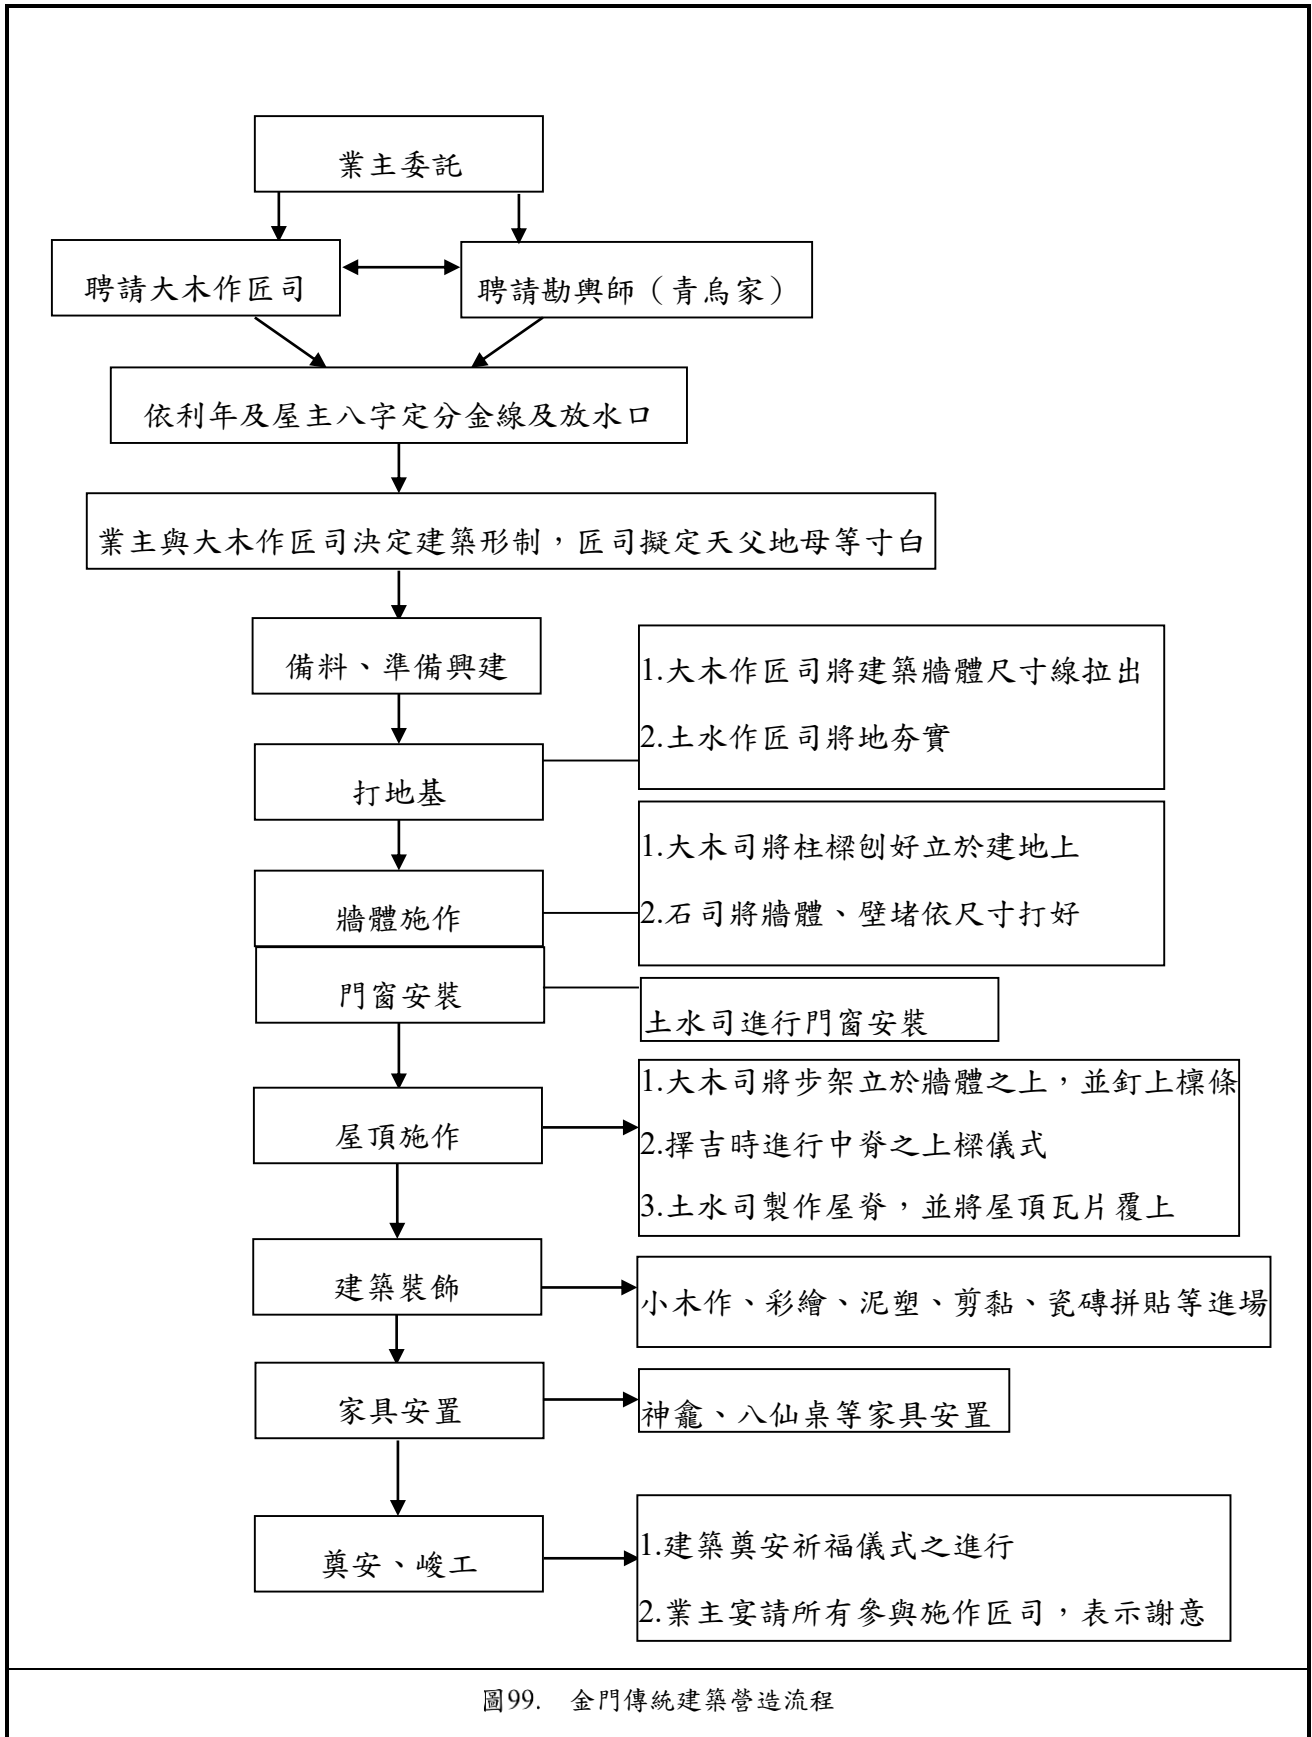 業主委託
聘請大木作匠司
聘請勘輿師（青烏家）
依利年及屋主八字定分金線及放水口
業主與大木作匠司決定建築形制，匠司擬定天父地母等寸白
備料、準備興建
1.大木作匠司將建築牆體尺寸線拉出
2.土水作匠司將地夯實
打地基
1.大木司將柱樑刨好立於建地上
2.石司將牆體、壁堵依尺寸打好
牆體施作
門窗安裝
土水司進行門窗安裝
1.大木司將步架立於牆體之上，並釘上檁條
2.擇吉時進行中脊之上樑儀式
3.土水司製作屋脊，並將屋頂瓦片覆上
屋頂施作
建築裝飾
小木作、彩繪、泥塑、剪黏、瓷磚拼貼等進場
家具安置
神龕、八仙桌等家具安置
奠安、峻工
1.建築奠安祈福儀式之進行
2.業主宴請所有參與施作匠司，表示謝意
圖99.　金門傳統建築營造流程